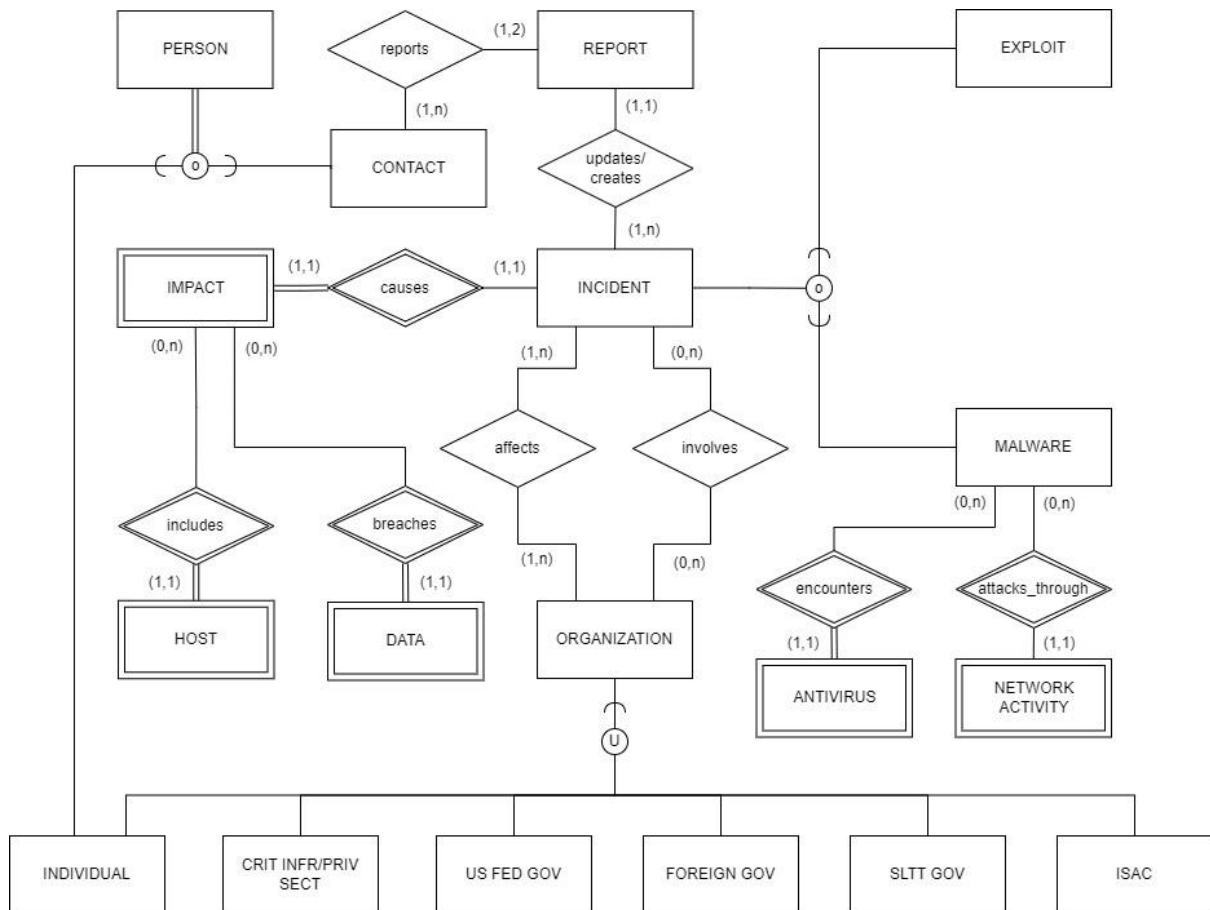 PERSON
reports
(1,2)
REPORT
EXPLOIT
(1,n)
(1,1)
CONTACT
o
updates/
creates
(1,n)
IMPACT
(1,1)
causes
(1,1)
INCIDENT
o
(0,n)
(0,n)
(1,n)
(0,n)
affects
involves
MALWARE
includes
breaches
(0,n)
(0,n)
(1,n)
(0,n)
(1,1)
(1,1)
encounters
attacks_through
HOST
DATA
ORGANIZATION
(1,1)
(1,1)
ANTIVIRUS
NETWORK
ACTIVITY
U
INDIVIDUAL
CRIT INFR/PRIV
SECT
US FED GOV
FOREIGN GOV
SLTT GOV
ISAC